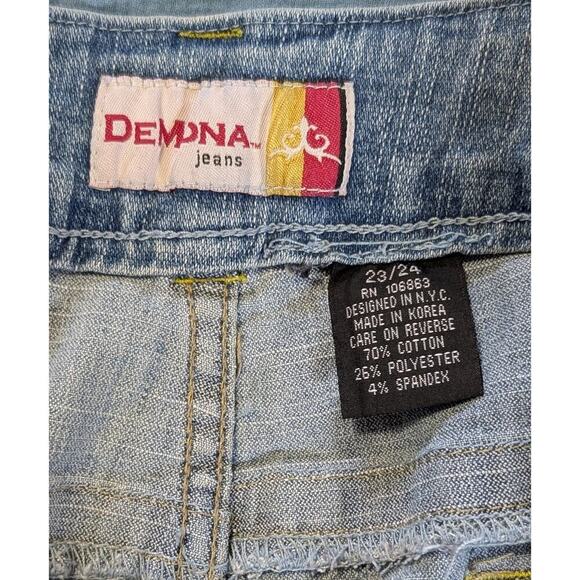 DEMONA™
jeans
23/24
RN 106863
DESIGNED IN N.Y.C.
MADE IN KOREA
CARE ON REVERSE
70% COTTON
26% POLYESTER
4% SPANDEX